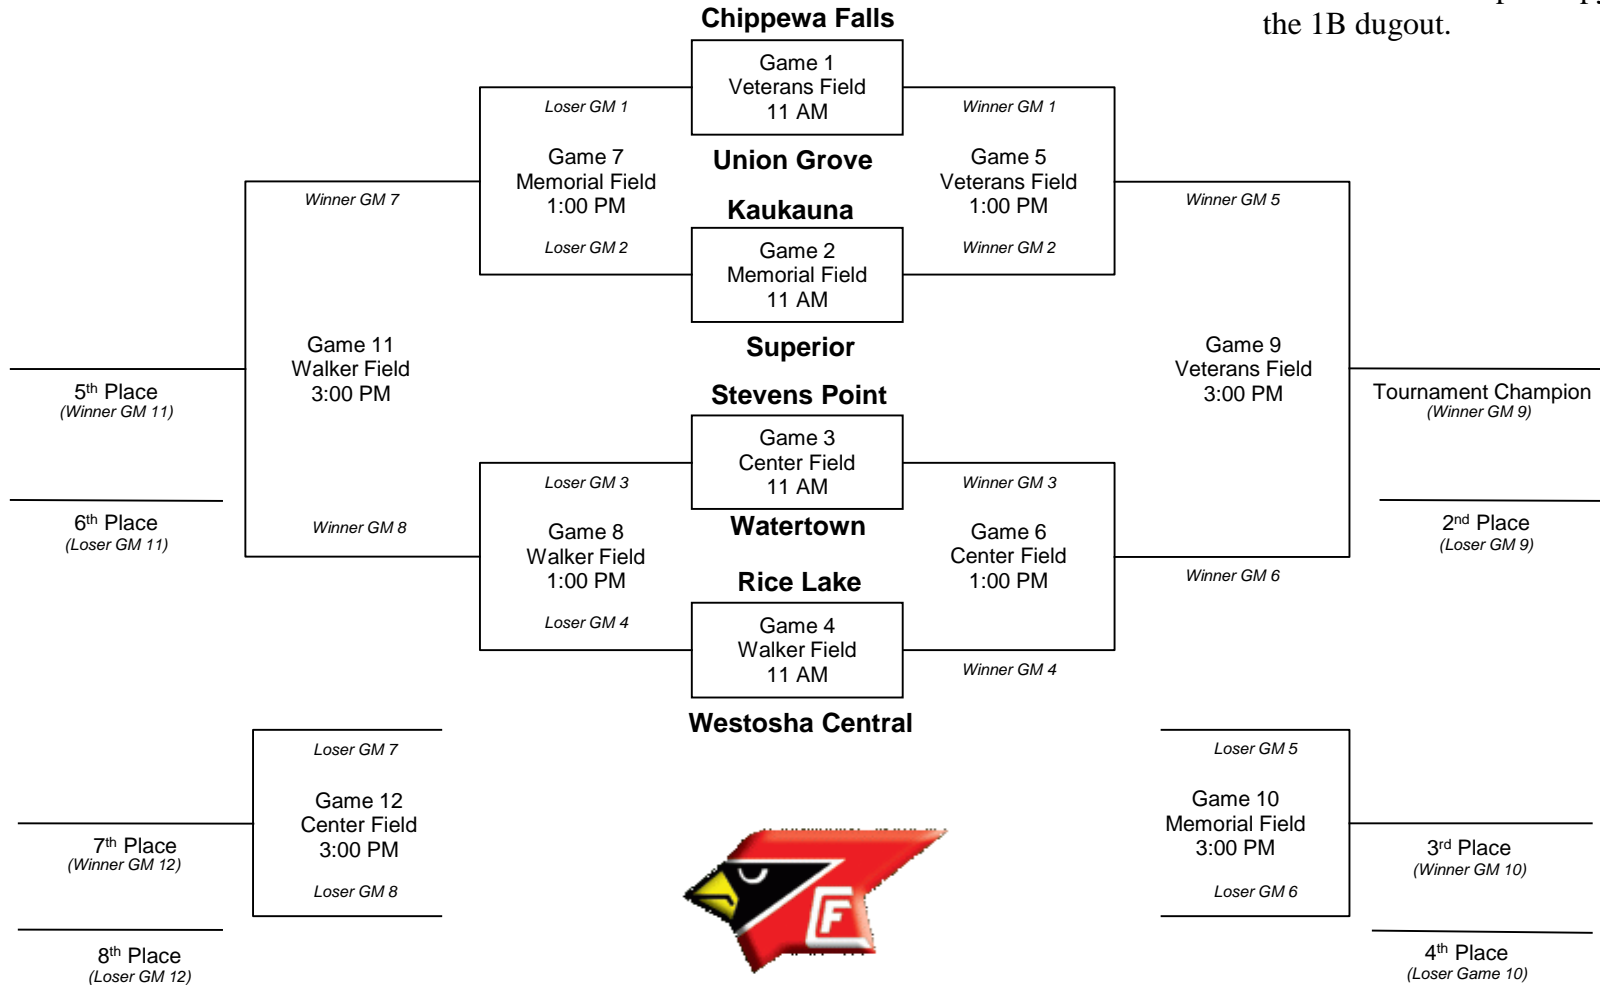 the 1B dugout.
Chippewa Falls
Game 1
Veterans Field
11 AM
Union Grove
Kaukauna
Game 2
Memorial Field
11 AM
Superior
Stevens Point
Game 3
Center Field
11 AM
Watertown
Rice Lake
Game 4
Walker Field
11 AM
Westosha Central
Loser GM 1
Game 7
Memorial Field
1:00 PM
Loser GM 2
Winner GM 1
Game 5
Veterans Field
1:00 PM
Winner GM 2
Loser GM 3
Game 8
Walker Field
1:00 PM
Loser GM 4
Winner GM 3
Game 6
Center Field
1:00 PM
Winner GM 4
Winner GM 7
Game 11
Walker Field
3:00 PM
Winner GM 8
Winner GM 5
Game 9
Veterans Field
3:00 PM
Winner GM 6
5th Place
(Winner GM 11)
6th Place
(Loser GM 11)
Tournament Champion
(Winner GM 9)
2nd Place
(Loser GM 9)
Loser GM 7
Game 12
Center Field
3:00 PM
Loser GM 8
7th Place
(Winner GM 12)
8th Place
(Loser GM 12)
Loser GM 5
Game 10
Memorial Field
3:00 PM
Loser GM 6
3rd Place
(Winner GM 10)
4th Place
(Loser Game 10)
CF